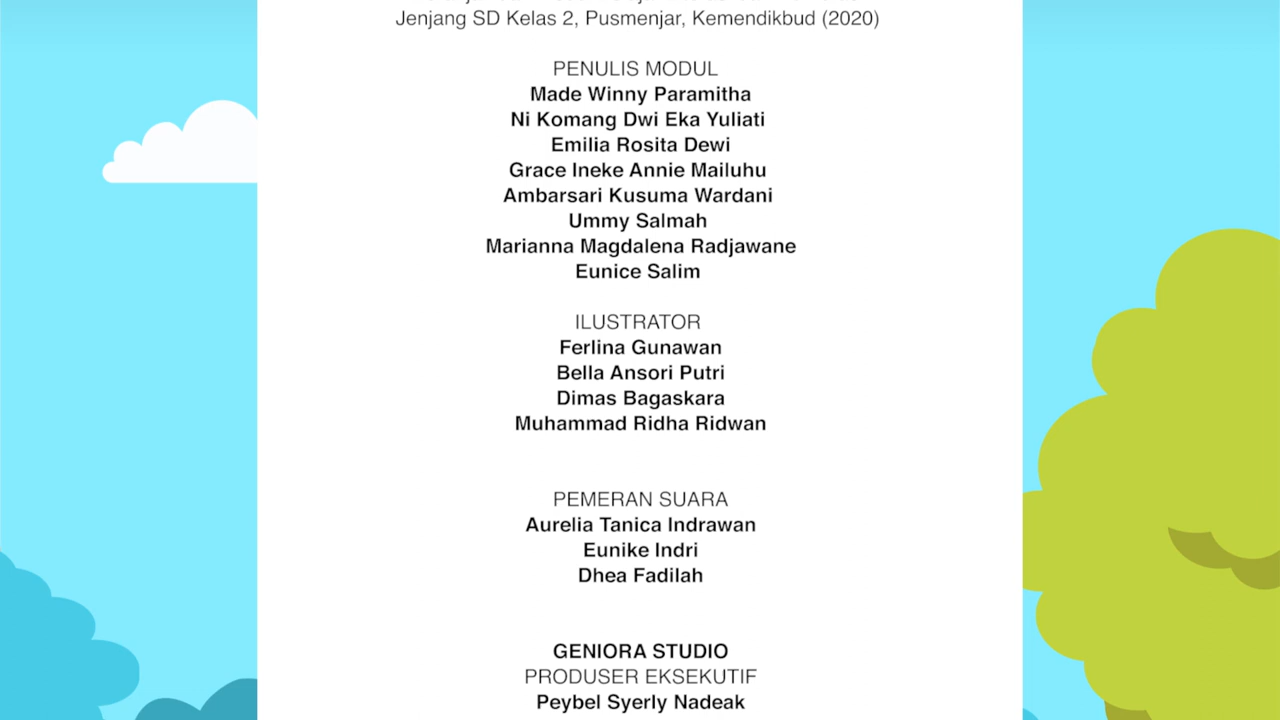 Jenjang SD Kelas 2, Pusmenjar, Kemendikbud (2020)
PENULIS MODUL
Made Winny Paramitha
Ni Komang Dwi Eka Yuliati
Emilia Rosita Dewi
Grace Ineke Annie Mailuhu
Ambarsari Kusuma Wardani
Ummy Salmah
Marianna Magdalena Radjawane
Eunice Salim
ILUSTRATOR
Ferlina Gunawan
Bella Ansori Putri
Dimas Bagaskara
Muhammad Ridha Ridwan
PEMERAN SUARA
Aurelia Tanica Indrawan
Eunike Indri
Dhea Fadilah
GENIORA STUDIO
PRODUSER EKSEKUTIF
Peybel Syerly Nadeak